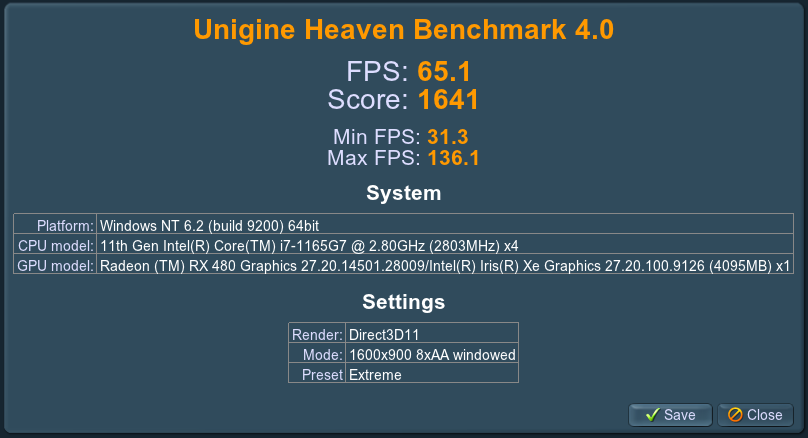 Unigine Heaven Benchmark 4.0
FPS: 65.1
Score: 1641
Min FPS: 31.3
Max FPS: 136.1
System
Platform: Windows NT 6.2 (build 9200) 64bit
CPU model: 11th Gen Intel(R) Core(TM) i7-1165G7 @ 2.80GHz (2803MHz) x4
GPU model: Radeon (TM) RX 480 Graphics 27.20.14501.28009/Intel(R) Iris(R) Xe Graphics 27.20.100.9126 (4095MB) x1
Settings
Render: Direct3D11
Mode: 1600x900 8xAA windowed
Preset Extreme
Save Close